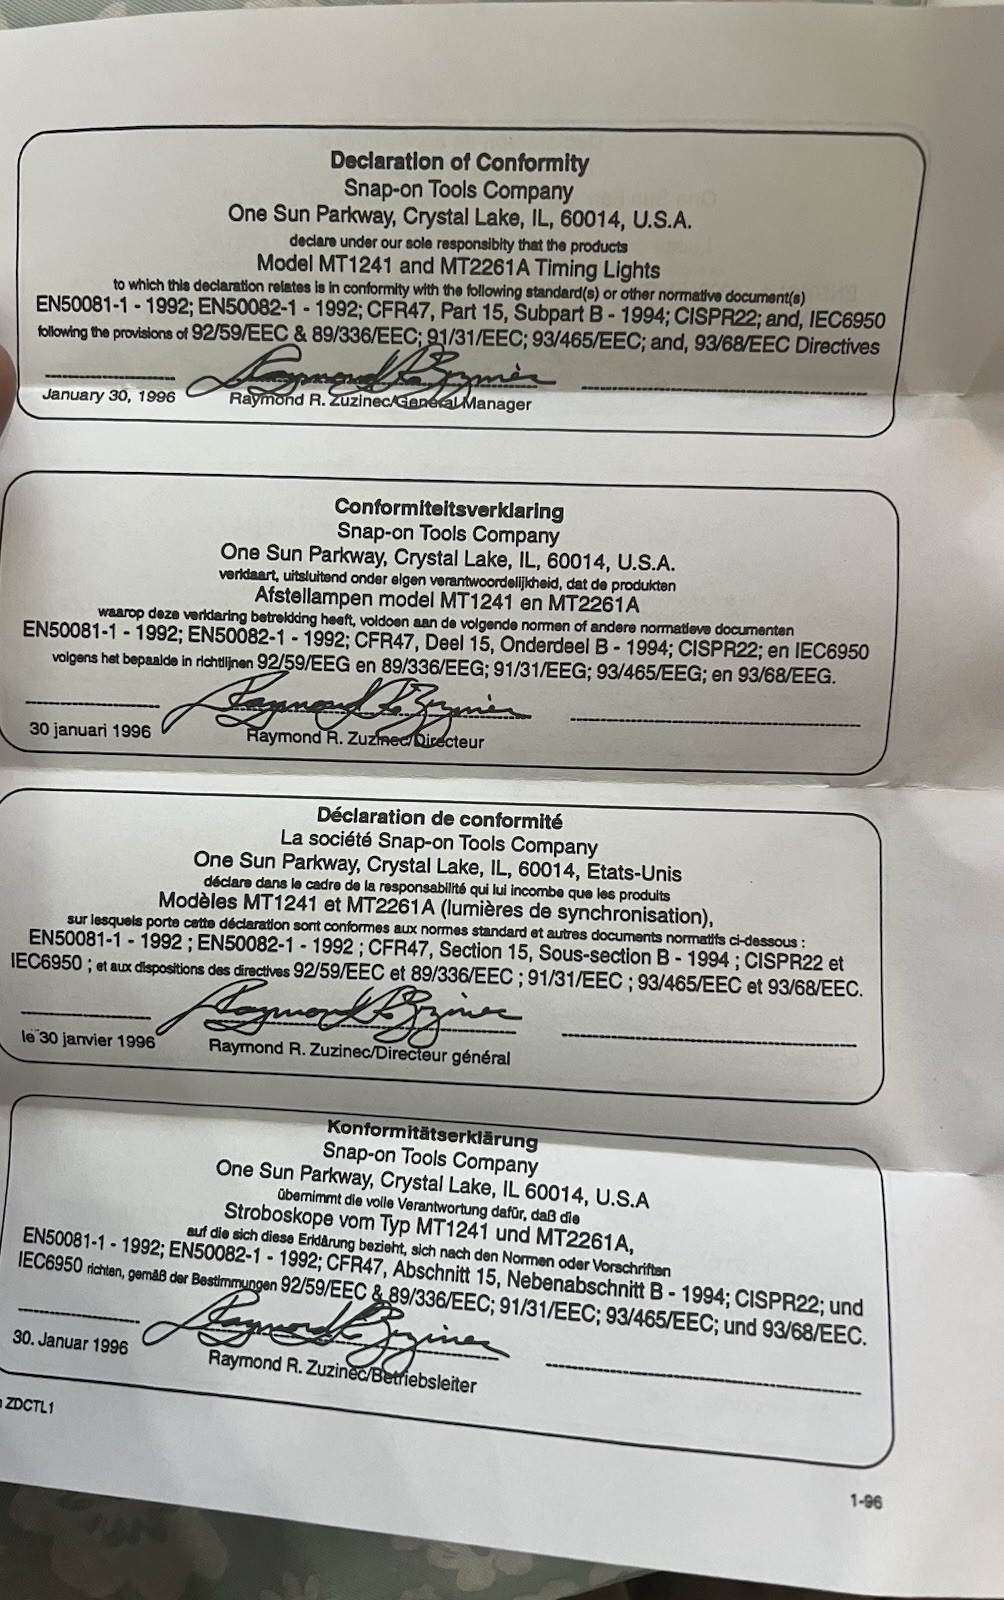 Declaration of Conformity
Snap-on Tools Company
One Sun Parkway, Crystal Lake, IL, 60014, U.S.A.
declare under our sole responsibity that the products
Model MT1241 and MT2261A Timing Lights
to which this declaration relates is in conformity with the following standard(s) or other normative document(s)
EN50081-1 - 1992; EN50082-1 - 1992; CFR47, Part 15, Subpart B - 1994; CISPR22; and, IEC6950
following the provisions of 92/59/EEC & 89/336/EEC; 91/31/EEC; 93/465/EEC; and, 93/68/EEC Directives
January 30, 1996 Raymond R. Zuzinec/General Manager
Conformiteitsverklaring
Snap-on Tools Company
One Sun Parkway, Crystal Lake, IL, 60014, U.S.A.
verklaart, uitsluitend onder eigen verantwoordelijkheid, dat de produkten
Afstellampen model MT1241 en MT2261A
waarop deze verklaring betrekking heeft, voldoen aan de volgende normen of andere normatieve documenten
EN50081-1 - 1992; EN50082-1 - 1992; CFR47, Deel 15, Onderdeel B - 1994; CISPR22; en IEC6950
volgens het bepaalde in richtlijnen 92/59/EEG en 89/336/EEG; 91/31/EEG; 93/465/EEG; en 93/68/EEG.
30 januari 1996 Raymond R. Zuzinec/Directeur
Déclaration de conformité
La société Snap-on Tools Company
One Sun Parkway, Crystal Lake, IL, 60014, Etats-Unis
déclare dans le cadre de la responsabilité qui lui incombe que les produits
Modèles MT1241 et MT2261A (lumières de synchronisation),
sur lesquels porte cette déclaration sont conformes aux normes standard et autres documents normatifs ci-dessous :
EN50081-1 - 1992 ; EN50082-1 - 1992 ; CFR47, Section 15, Sous-section B - 1994 ; CISPR22 et
IEC6950 ; et aux dispositions des directives 92/59/EEC et 89/336/EEC ; 91/31/EEC ; 93/465/EEC et 93/68/EEC.
le 30 janvier 1996 Raymond R. Zuzinec/Directeur général
Konformitätserklärung
Snap-on Tools Company
One Sun Parkway, Crystal Lake, IL 60014, U.S.A
übernimmt die volle Verantwortung dafür, daß die
Stroboskope vom Typ MT1241 und MT2261A,
auf die sich diese Erklärung bezieht, sich nach den Normen oder Vorschriften
EN50081-1 - 1992; EN50082-1 - 1992; CFR47, Abschnitt 15, Nebenabschnitt B - 1994; CISPR22; und
IEC6950 richten, gemäß der Bestimmungen 92/59/EEC & 89/336/EEC; 91/31/EEC; 93/465/EEC; und 93/68/EEC.
30. Januar 1996 Raymond R. Zuzinec/Betriebsleiter
ZDCTL1
1-96